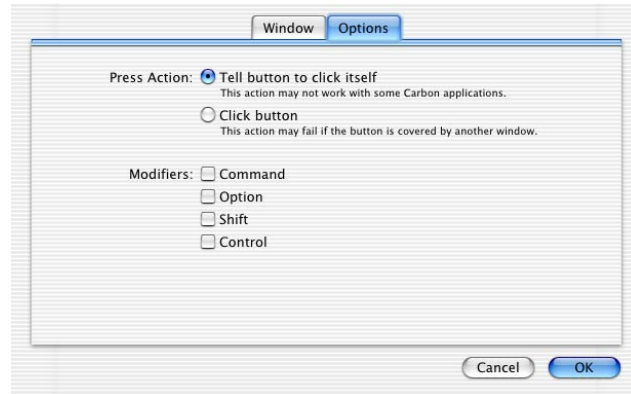 Window Options
Press Action: Tell button to click itself
This action may not work with some Carbon applications.
Click button
This action may fail if the button is covered by another window.
Modifiers: Command
Option
Shift
Control
Cancel OK